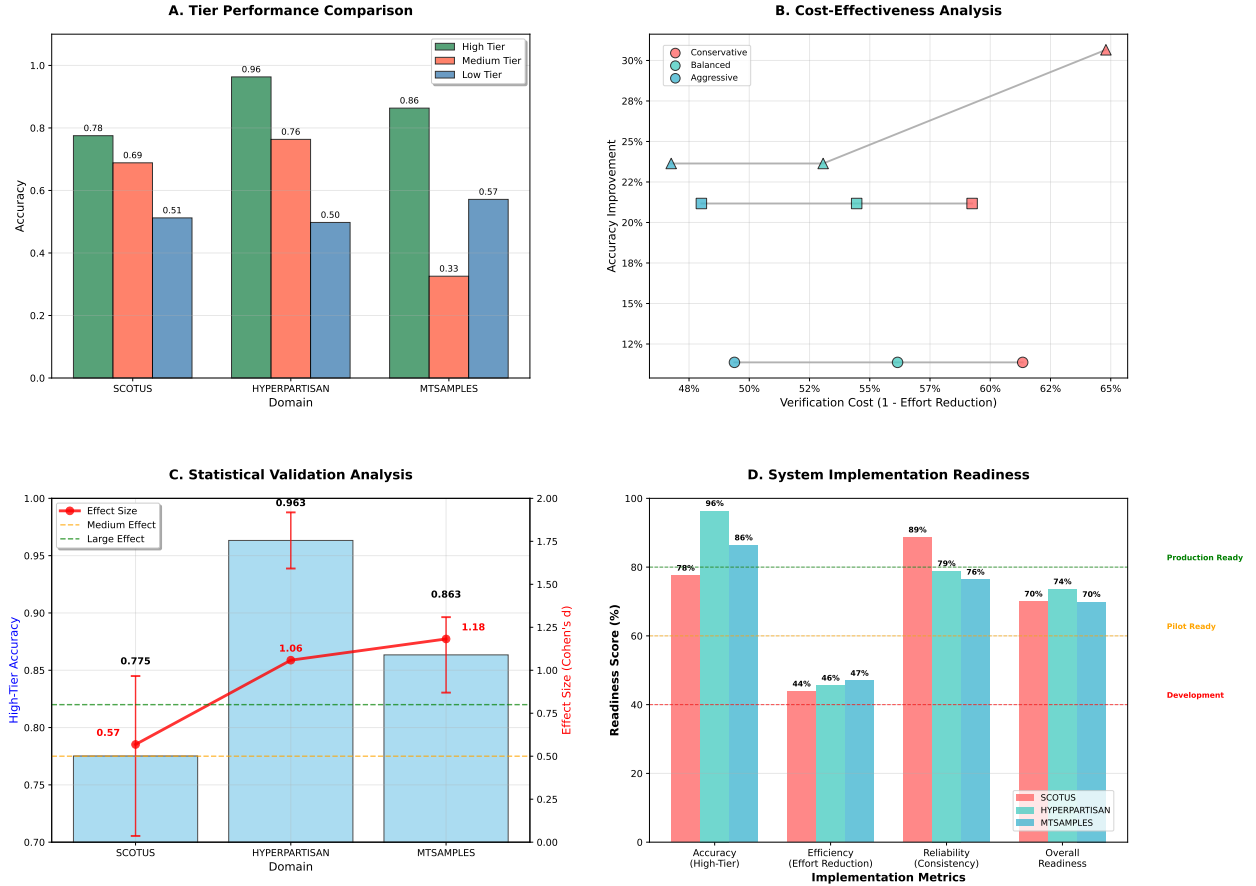 A. Tier Performance Comparison
High Tier
Medium Tier
Low Tier
Accuracy
1.0
0.8
0.6
0.4
0.2
0.0
0.78
0.69
0.51
0.96
0.76
0.50
0.86
0.33
0.57
SCOTUS
HYPERPARTISAN
MTSAMPLES
Domain
B. Cost-Effectiveness Analysis
Conservative
Balanced
Aggressive
Accuracy Improvement
30%
28%
25%
22%
20%
18%
15%
12%
48%
50%
52%
55%
57%
60%
62%
65%
Verification Cost (1 - Effort Reduction)
C. Statistical Validation Analysis
Effect Size
Medium Effect
Large Effect
High-Tier Accuracy
1.00
0.95
0.90
0.85
0.80
0.75
0.70
0.775
0.963
0.863
0.57
1.06
1.18
2.00
1.75
1.50
1.25
1.00
0.75
0.50
0.25
0.00
Effect Size (Cohen's d)
SCOTUS
HYPERPARTISAN
MTSAMPLES
Domain
D. System Implementation Readiness
Readiness Score (%)
100
80
60
40
20
0
78%
96%
86%
44%
46%
47%
89%
79%
76%
70%
74%
70%
Production Ready
Pilot Ready
Development
SCOTUS
HYPERPARTISAN
MTSAMPLES
Accuracy
(High-Tier)
Efficiency
(Effort Reduction)
Reliability
(Consistency)
Overall
Readiness
Implementation Metrics